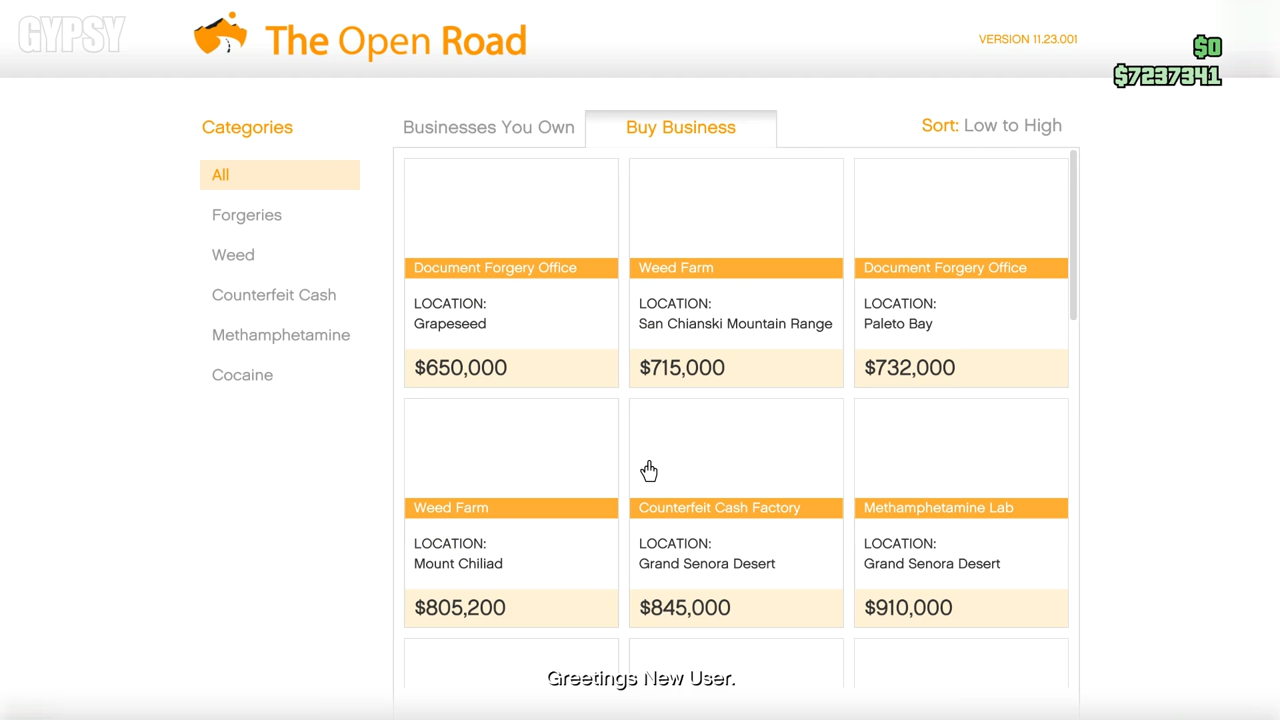 GYPSY
The Open Road
VERSION 11.23.001
$0
$7237341
Categories
All
Forgeries
Weed
Counterfeit Cash
Methamphetamine
Cocaine
Businesses You Own
Buy Business
Sort: Low to High
Document Forgery Office
LOCATION:
Grapeseed
$650,000
Weed Farm
LOCATION:
San Chianski Mountain Range
$715,000
Document Forgery Office
LOCATION:
Paleto Bay
$732,000
Weed Farm
LOCATION:
Mount Chiliad
$805,200
Counterfeit Cash Factory
LOCATION:
Grand Senora Desert
$845,000
Methamphetamine Lab
LOCATION:
Grand Senora Desert
$910,000
Greetings New User.